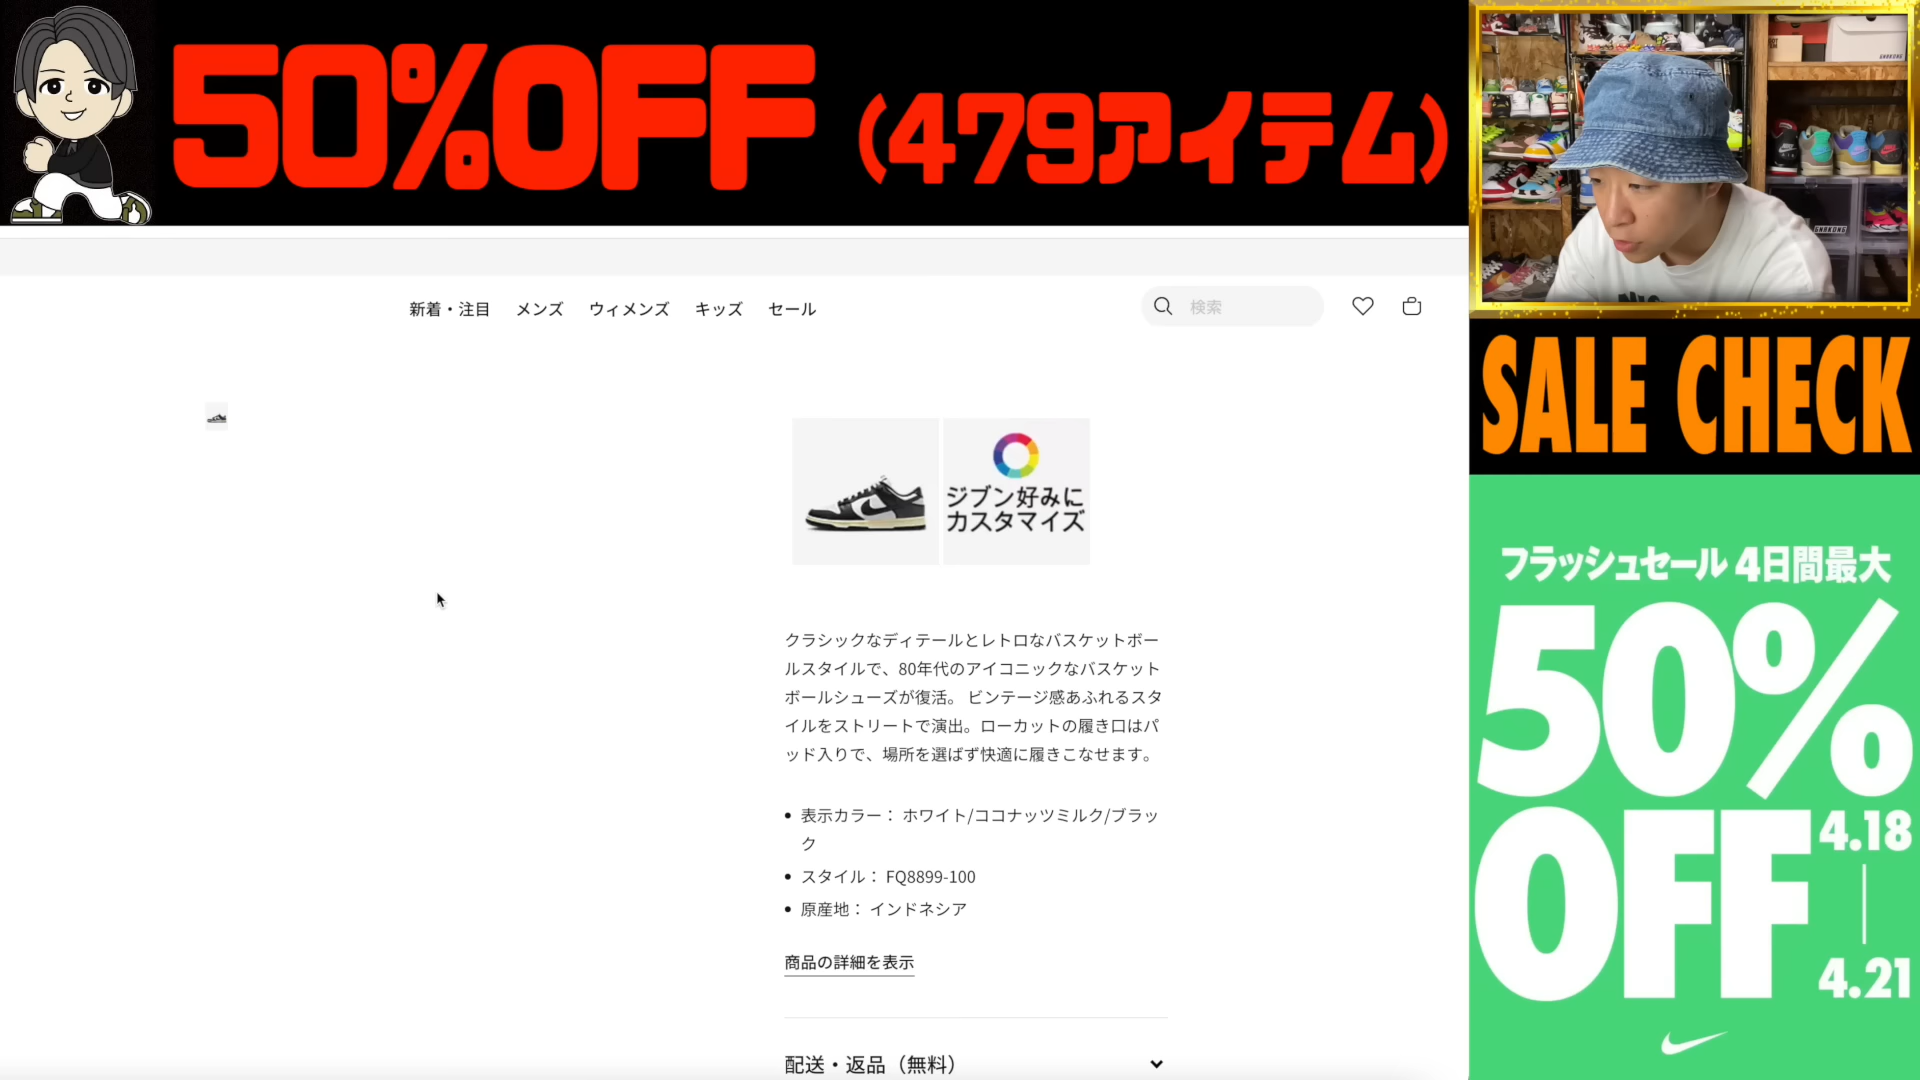 50%OFF（479アイテム）
新着・注目 メンズ ウィメンズ キッズ セール
検索
ジブン好みに
カスタマイズ
クラシックなディテールとレトロなバスケットボー
ルスタイルで、80年代のアイコニックなバスケット
ボールシューズが復活。 ビンテージ感あふれるスタ
イルをストリートで演出。ローカットの履き口はパ
ッド入りで、場所を選ばず快適に履きこなせます。
表示カラー： ホワイト/ココナッツミルク/ブラッ
ク
スタイル： FQ8899-100
原産地： インドネシア
商品の詳細を表示
配送・返品（無料）
SALE CHECK
フラッシュセール 4日間最大
50%
OFF
4.18
4.21